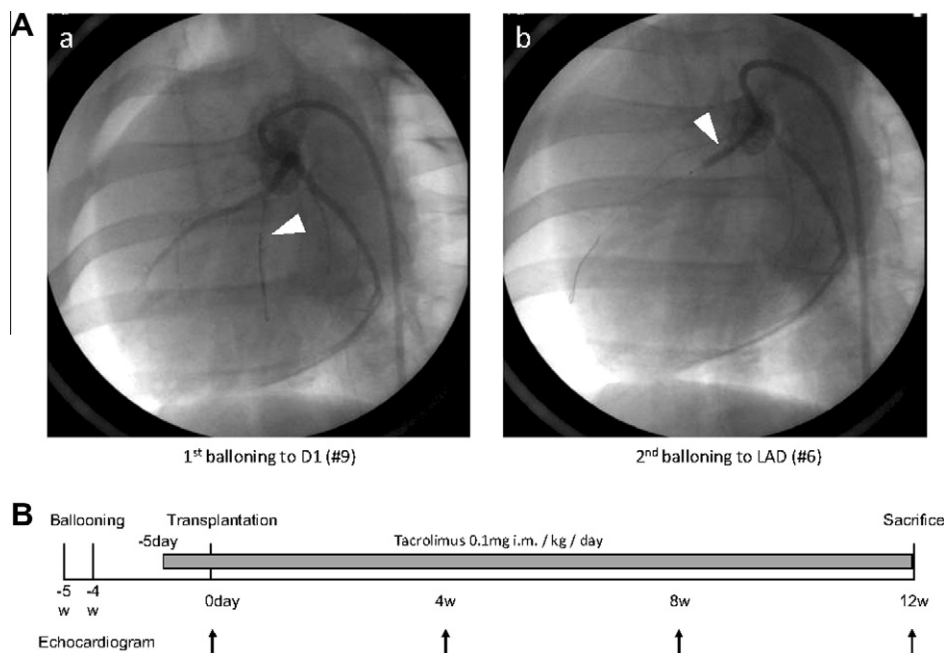 A
a
b
1st balloning to D1 (#9)
2nd balloning to LAD (#6)
B
Ballooning
Transplantation
Sacrifice
-5day
Tacrolimus 0.1mg i.m. / kg / day
-5
w
-4
w
0day
4w
8w
12w
Echocardiogram